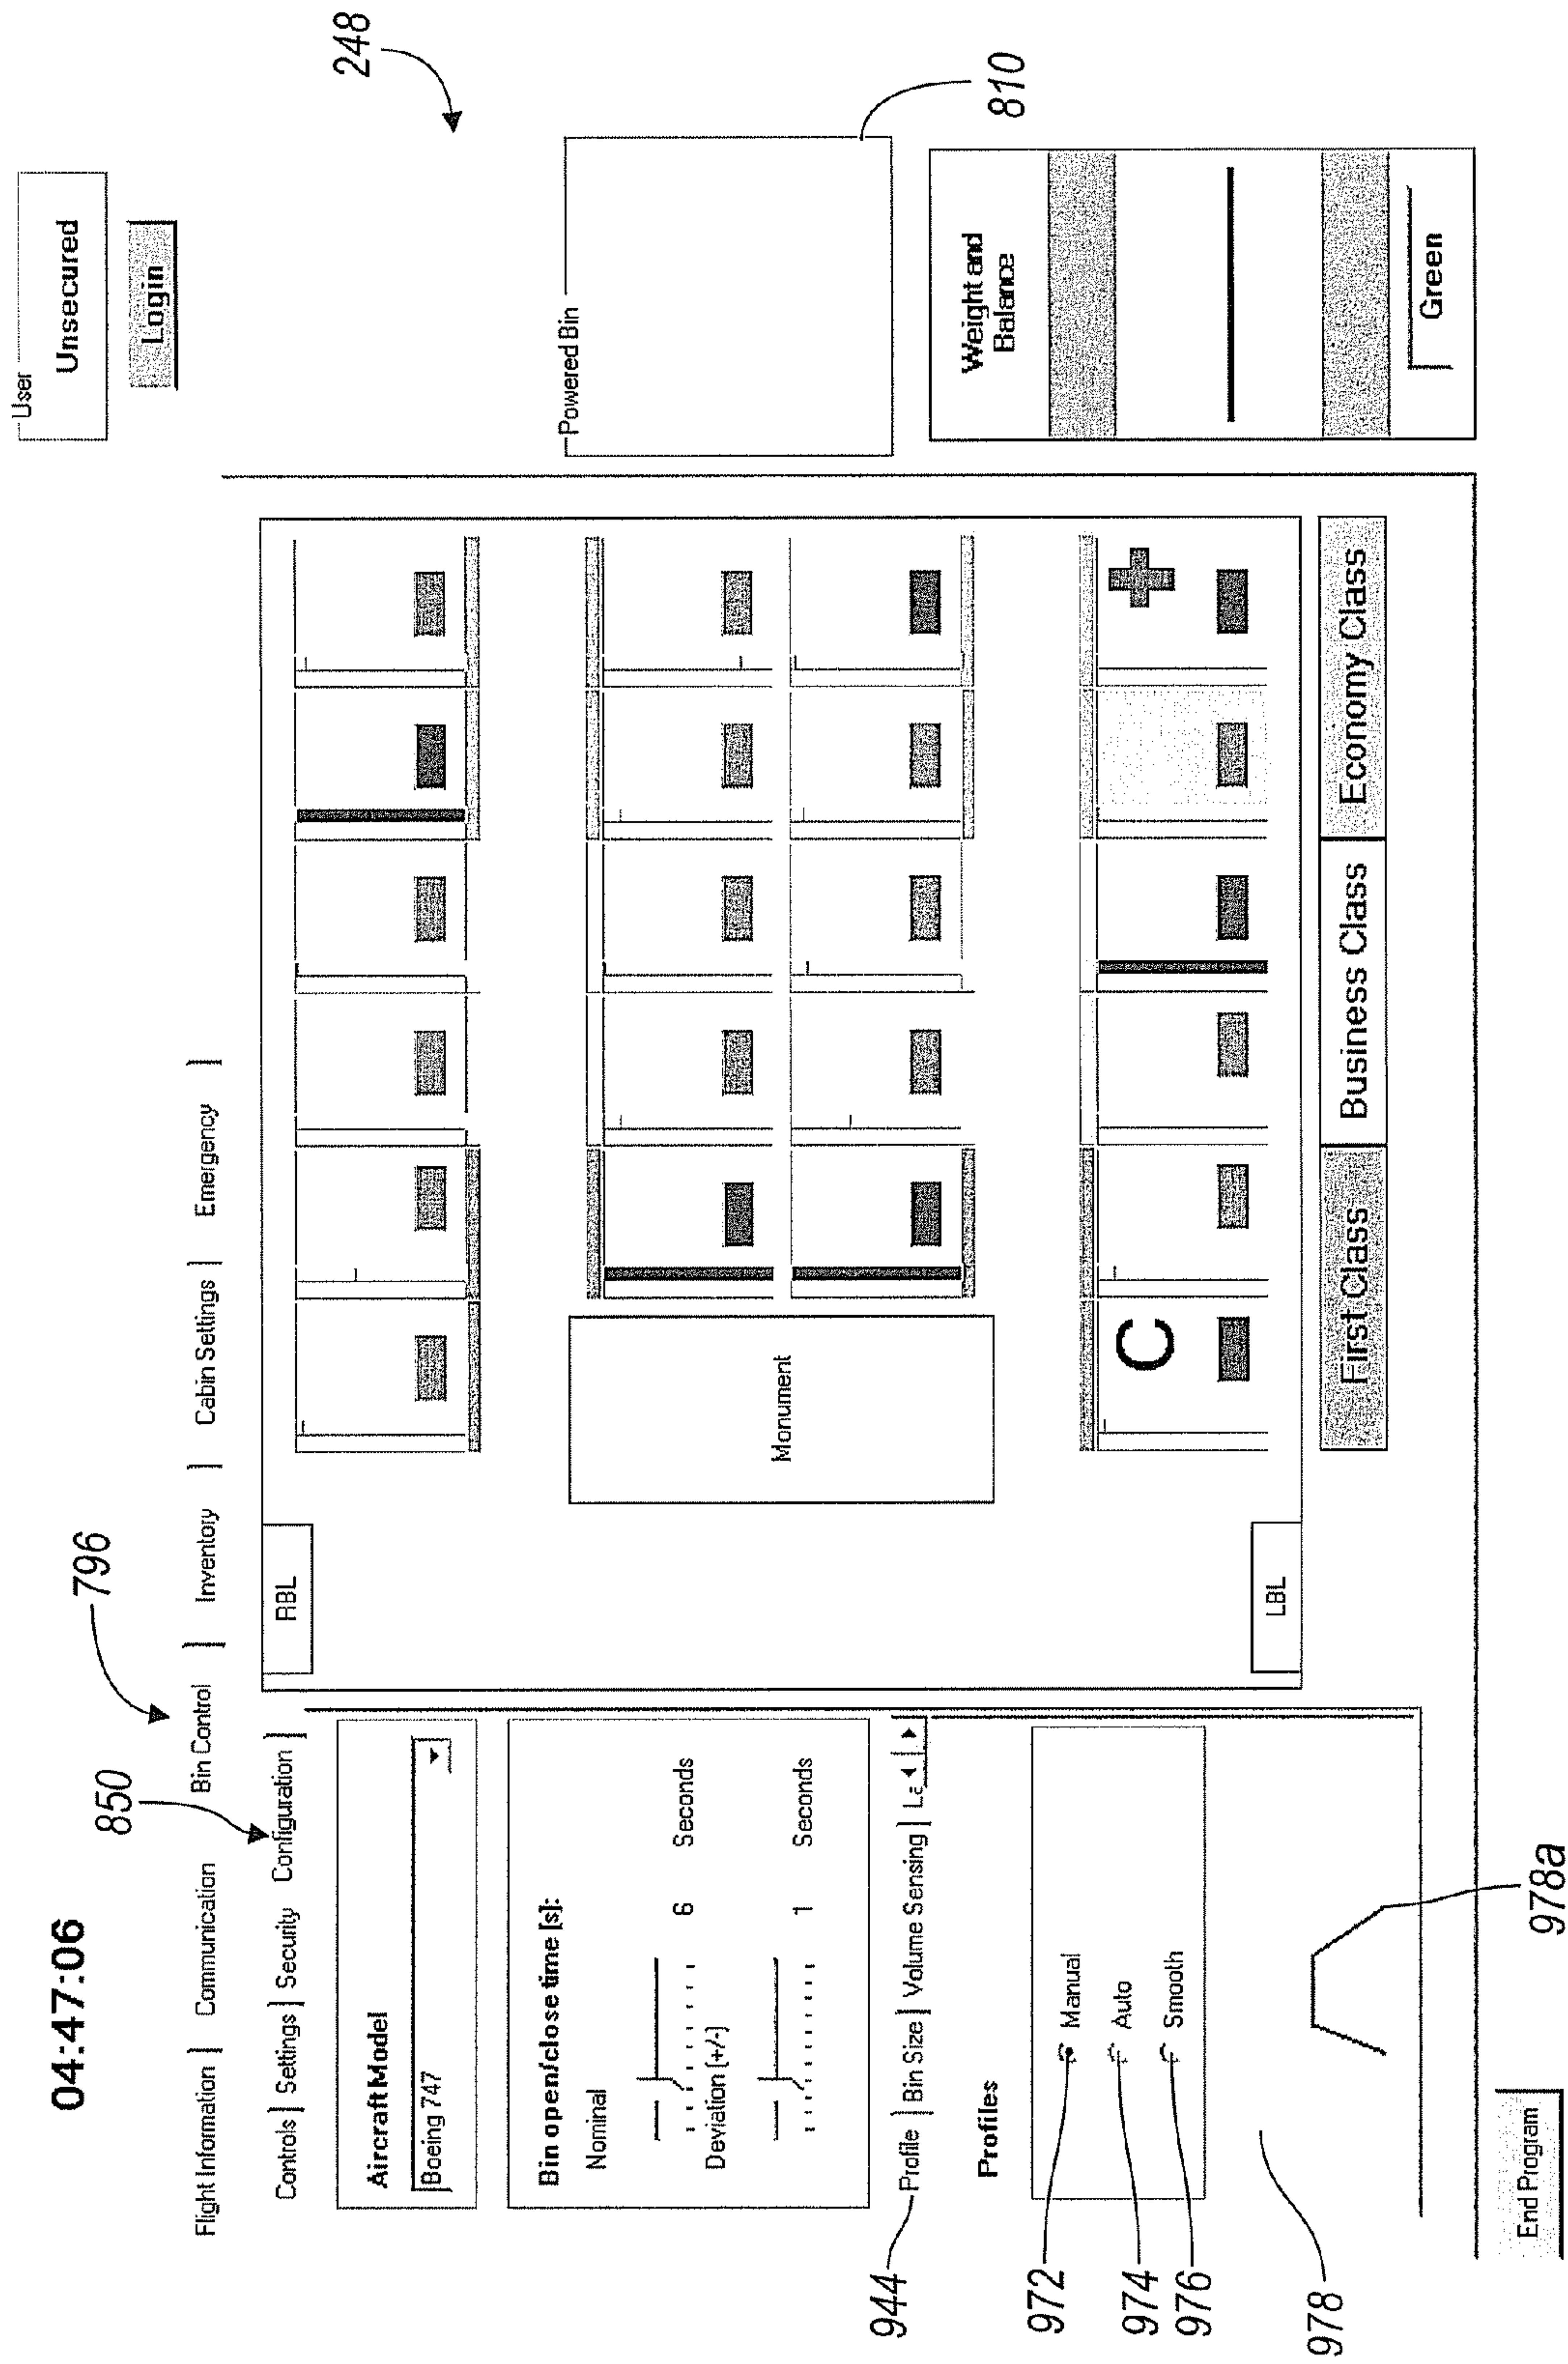 04:47:06
User
Unsecured
Login
248
796
850
Flight Information
Communication
Bin Control
Inventory
Cabin Settings
Emergency
Controls
Settings
Security
Configuration
Aircraft Model
Boeing 747
Bin open/close time [s]:
Nominal
6 Seconds
Deviation (+/-)
1 Seconds
944
Profile
Bin Size
Volume Sensing
Profiles
972
Manual
974
Auto
976
Smooth
978
978a
End Program
RBL
Monument
C
LBL
First Class
Business Class
Economy Class
Powered Bin
810
Weight and
Balance
Green